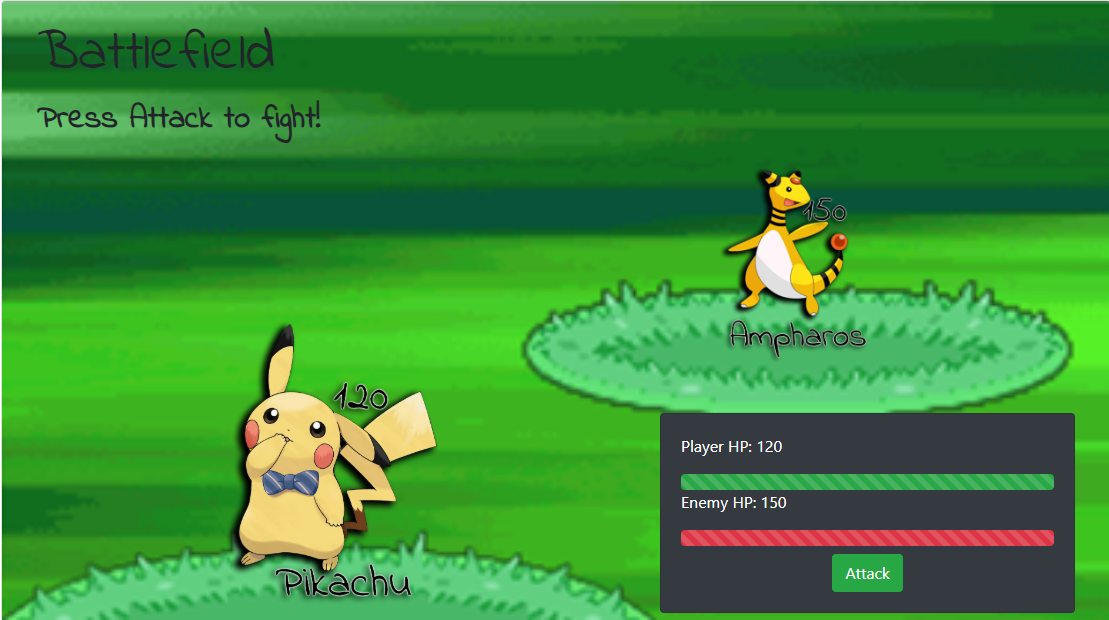 Battlefield
Press Attack to fight!
150
Ampharos
120
Pikachu
Player HP: 120
Enemy HP: 150
Attack